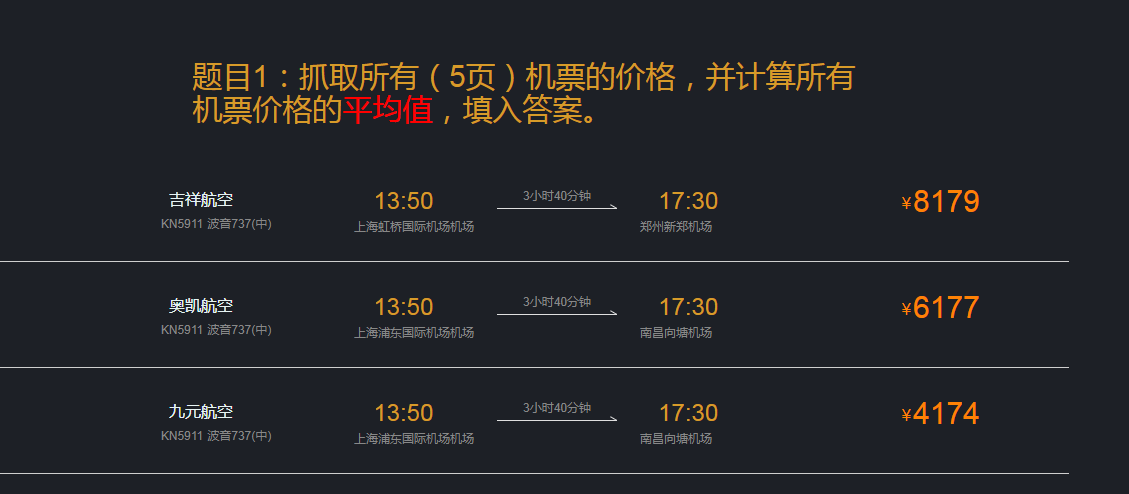 题目1：抓取所有（5页）机票的价格，并计算所有
机票价格的平均值，填入答案。
吉祥航空 13:50 3小时40分钟 17:30 ¥8179
KN5911 波音737(中) 上海虹桥国际机场机场 郑州新郑机场
奥凯航空 13:50 3小时40分钟 17:30 ¥6177
KN5911 波音737(中) 上海浦东国际机场机场 南昌向塘机场
九元航空 13:50 3小时40分钟 17:30 ¥4174
KN5911 波音737(中) 上海浦东国际机场机场 南昌向塘机场